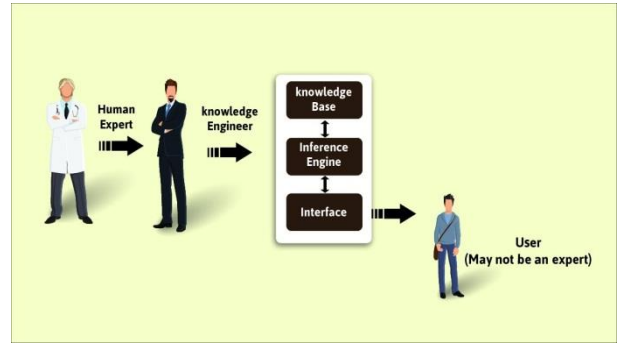 Human
Expert
knowledge
Engineer
knowledge
Base
Inference
Engine
Interface
User
(May not be an expert)